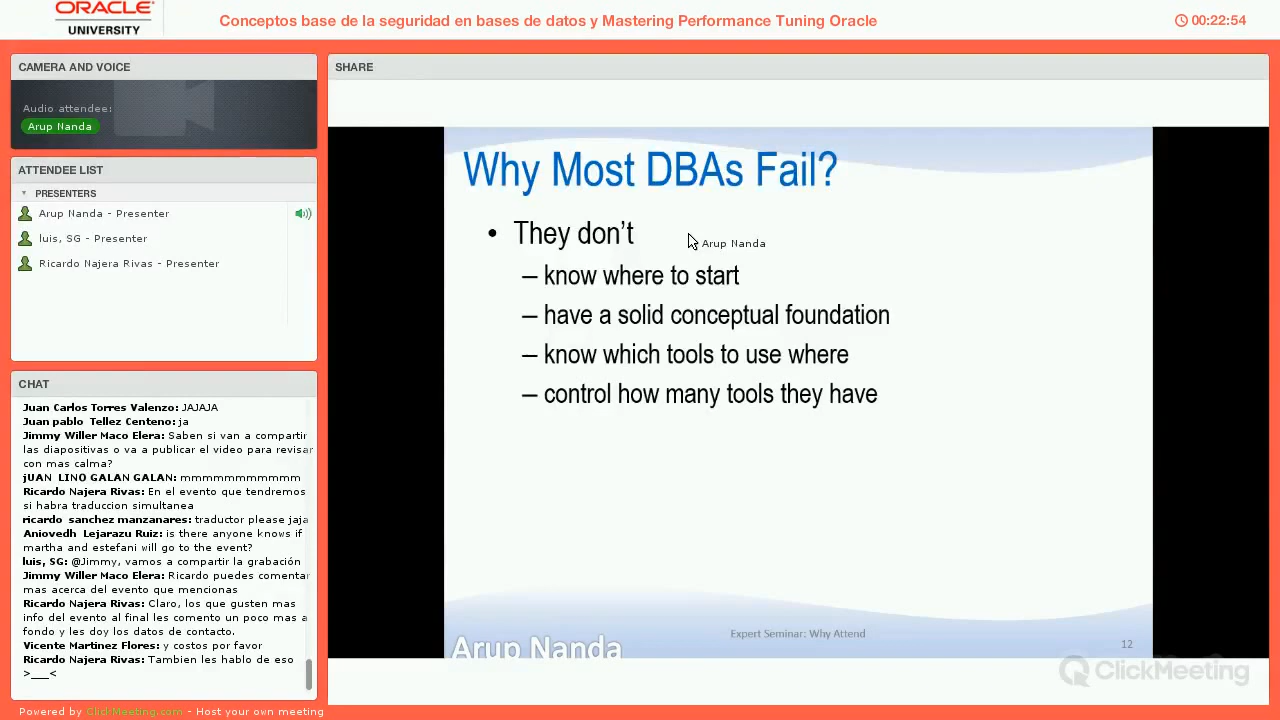 ORACLE
UNIVERSITY
Conceptos base de la seguridad en bases de datos y Mastering Performance Tuning Oracle
00:22:54
CAMERA AND VOICE
Audio attendee:
Arup Nanda
ATTENDEE LIST
PRESENTERS
Arup Nanda - Presenter
luis, SG - Presenter
Ricardo Najera Rivas - Presenter
CHAT
Juan Carlos Torres Valenzo: JAJAJA
Juan pablo Tellez Centeno: ja
Jimmy Willer Maco Elera: Saben si van a compartir
las diapositivas o va a publicar el video para revisar
con mas calma?
jUAN LINO GALAN GALAN: mmmmmmmmmmm
Ricardo Najera Rivas: En el evento que tendremos
si habra traduccion simultanea
ricardo sanchez manzanares: traductor please jaja
Aniovedh Lejarazu Ruiz: is there anyone knows if
martha and estefani will go to the event?
luis, SG: @Jimmy, vamos a compartir la grabación
Jimmy Willer Maco Elera: Ricardo puedes comentar
mas acerca del evento que mencionas
Ricardo Najera Rivas: Claro, los que gusten mas
info del evento al final les comento un poco mas a
fondo y les doy los datos de contacto.
Vicente Martinez Flores: y costos por favor
Ricardo Najera Rivas: Tambien les hablo de eso
>___<
SHARE
Why Most DBAs Fail?
• They don't
Arup Nanda
– know where to start
– have a solid conceptual foundation
– know which tools to use where
– control how many tools they have
Arup Nanda
Expert Seminar: Why Attend
12
ClickMeeting
Powered by ClickMeeting.com - Host your own meeting